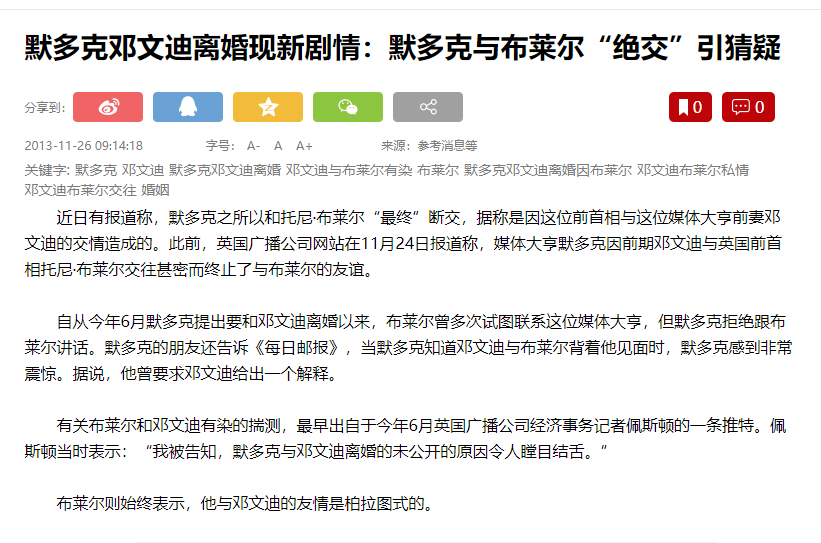 默多克邓文迪离婚现新剧情：默多克与布莱尔“绝交”引猜疑
分享到:
0
0
2013-11-26 09:14:18 字号： A- A A+ 来源：参考消息等
关键字: 默多克 邓文迪 默多克邓文迪离婚 邓文迪与布莱尔有染 布莱尔 默多克邓文迪离婚因布莱尔 邓文迪布莱尔私情
邓文迪布莱尔交往 婚姻
近日有报道称，默多克之所以和托尼·布莱尔“最终”断交，据称是因这位前首相与这位媒体大亨前妻邓
文迪的交情造成的。此前，英国广播公司网站在11月24日报道称，媒体大亨默多克因前期邓文迪与英国前首
相托尼·布莱尔交往甚密而终止了与布莱尔的友谊。
自从今年6月默多克提出要和邓文迪离婚以来，布莱尔曾多次试图联系这位媒体大亨，但默多克拒绝跟布
莱尔讲话。默多克的朋友还告诉《每日邮报》，当默多克知道邓文迪与布莱尔背着他见面时，默多克感到非常
震惊。据说，他曾要求邓文迪给出一个解释。
有关布莱尔和邓文迪有染的揣测，最早出自于今年6月英国广播公司经济事务记者佩斯顿的一条推特。佩
斯顿当时表示：“我被告知，默多克与邓文迪离婚的未公开的原因令人瞠目结舌。“
布莱尔则始终表示，他与邓文迪的友情是柏拉图式的。